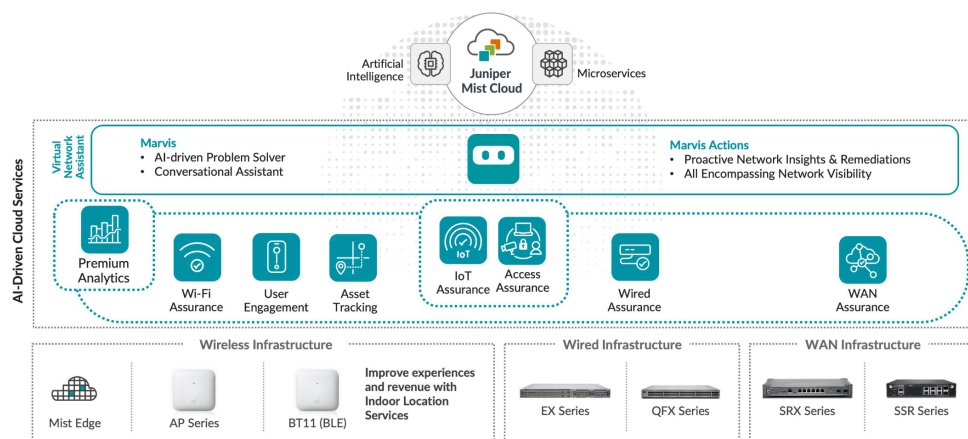 Artificial
Intelligence
Juniper
Mist Cloud
Microservices
AI-Driven Cloud Services
Virtual
Network
Assistant
Marvis
• AI-driven Problem Solver
• Conversational Assistant
Marvis Actions
• Proactive Network Insights & Remediations
• All Encompassing Network Visibility
Premium
Analytics
Wi-Fi
Assurance
User
Engagement
Asset
Tracking
IoT
IoT
Assurance
Access
Assurance
Wired
Assurance
WAN
Assurance
Wireless Infrastructure
Mist Edge
AP Series
BT11 (BLE)
Improve experiences
and revenue with
Indoor Location
Services
Wired Infrastructure
EX Series
QFX Series
WAN Infrastructure
SRX Series
SSR Series